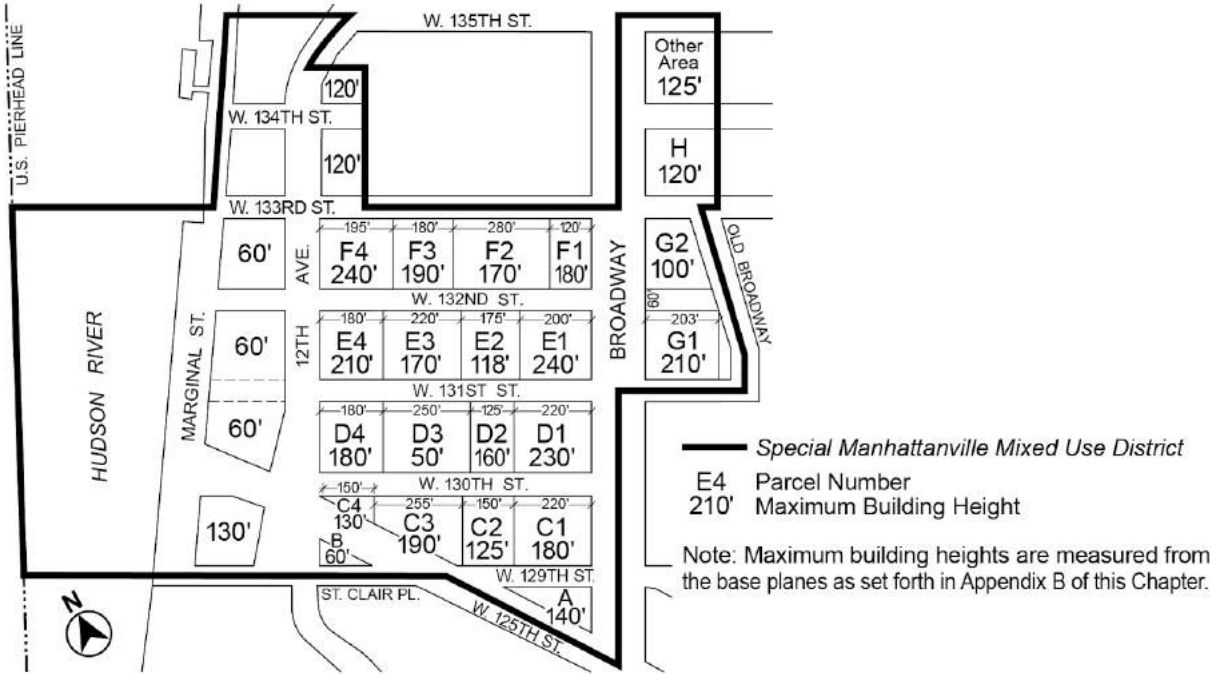 W. 135TH ST.
U.S. PIERHEAD LINE
Other
Area
125'
120'
W. 134TH ST.
120'
H
120'
W. 133RD ST.
195' 180' 280' 120'
60'
F4 F3 F2 F1
240' 190' 170' 180'
G2
100'
OLD BROADWAY
AVE.
W. 132ND ST.
BROADWAY
60'
180' 220' 175' 200' 203'
60'
E4 E3 E2 E1 G1
210' 170' 118' 240' 210'
12TH
HUDSON RIVER
MARGINAL ST.
W. 131ST ST.
180' 250' 125' 220'
60'
D4 D3 D2 D1
180' 50' 160' 230'
W. 130TH ST.
150'
255' 150' 220'
C4
130'
C3
190'
C2
125'
C1
180'
130'
B
60'
W. 129TH ST.
ST. CLAIR PL.
A
140'
W. 125TH ST.
N
Special Manhattanville Mixed Use District
E4 Parcel Number
210' Maximum Building Height
Note: Maximum building heights are measured from
the base planes as set forth in Appendix B of this Chapter.